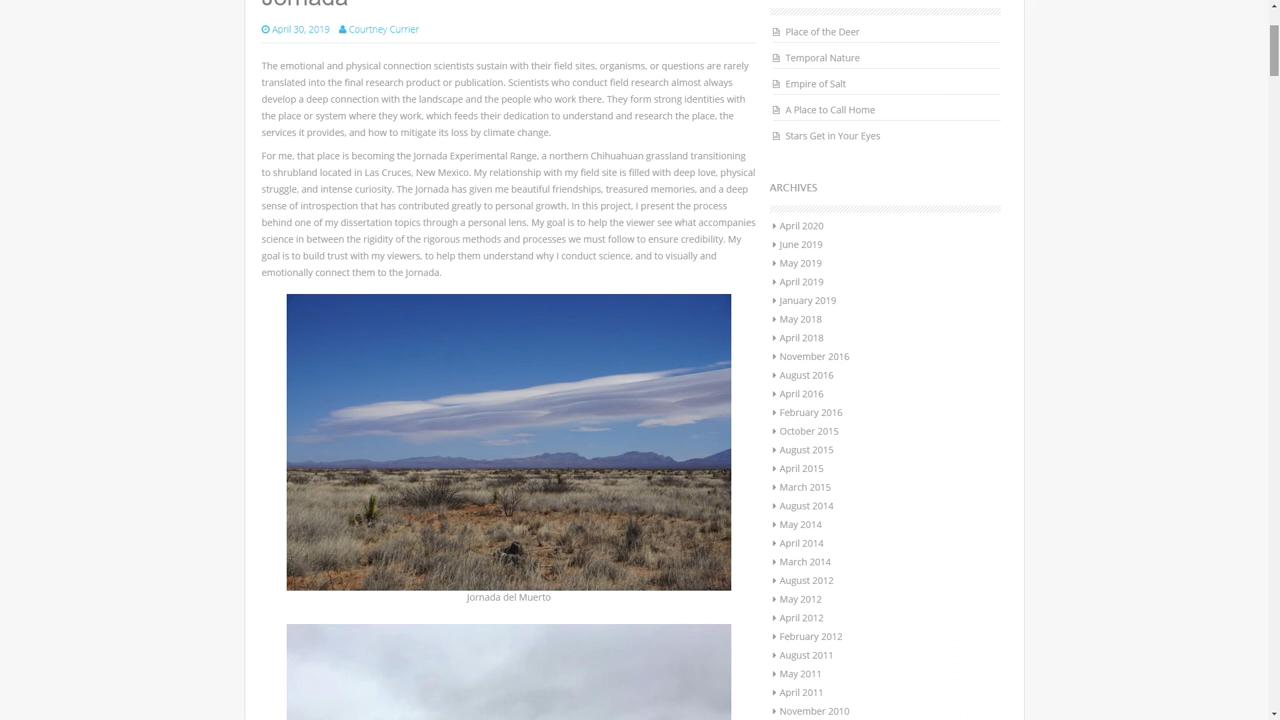 Jornada
April 30, 2019 Courtney Currier
The emotional and physical connection scientists sustain with their field sites, organisms, or questions are rarely
translated into the final research product or publication. Scientists who conduct field research almost always
develop a deep connection with the landscape and the people who work there. They form strong identities with
the place or system where they work, which feeds their dedication to understand and research the place, the
services it provides, and how to mitigate its loss by climate change.
For me, that place is becoming the Jornada Experimental Range, a northern Chihuahuan grassland transitioning
to shrubland located in Las Cruces, New Mexico. My relationship with my field site is filled with deep love, physical
struggle, and intense curiosity. The Jornada has given me beautiful friendships, treasured memories, and a deep
sense of introspection that has contributed greatly to personal growth. In this project, I present the process
behind one of my dissertation topics through a personal lens. My goal is to help the viewer see what accompanies
science in between the rigidity of the rigorous methods and processes we must follow to ensure credibility. My
goal is to build trust with my viewers, to help them understand why I conduct science, and to visually and
emotionally connect them to the Jornada.
Jornada del Muerto
Place of the Deer
Temporal Nature
Empire of Salt
A Place to Call Home
Stars Get in Your Eyes
ARCHIVES
April 2020
June 2019
May 2019
April 2019
January 2019
May 2018
April 2018
November 2016
August 2016
April 2016
February 2016
October 2015
August 2015
April 2015
March 2015
August 2014
May 2014
April 2014
March 2014
August 2012
May 2012
April 2012
February 2012
August 2011
May 2011
April 2011
November 2010